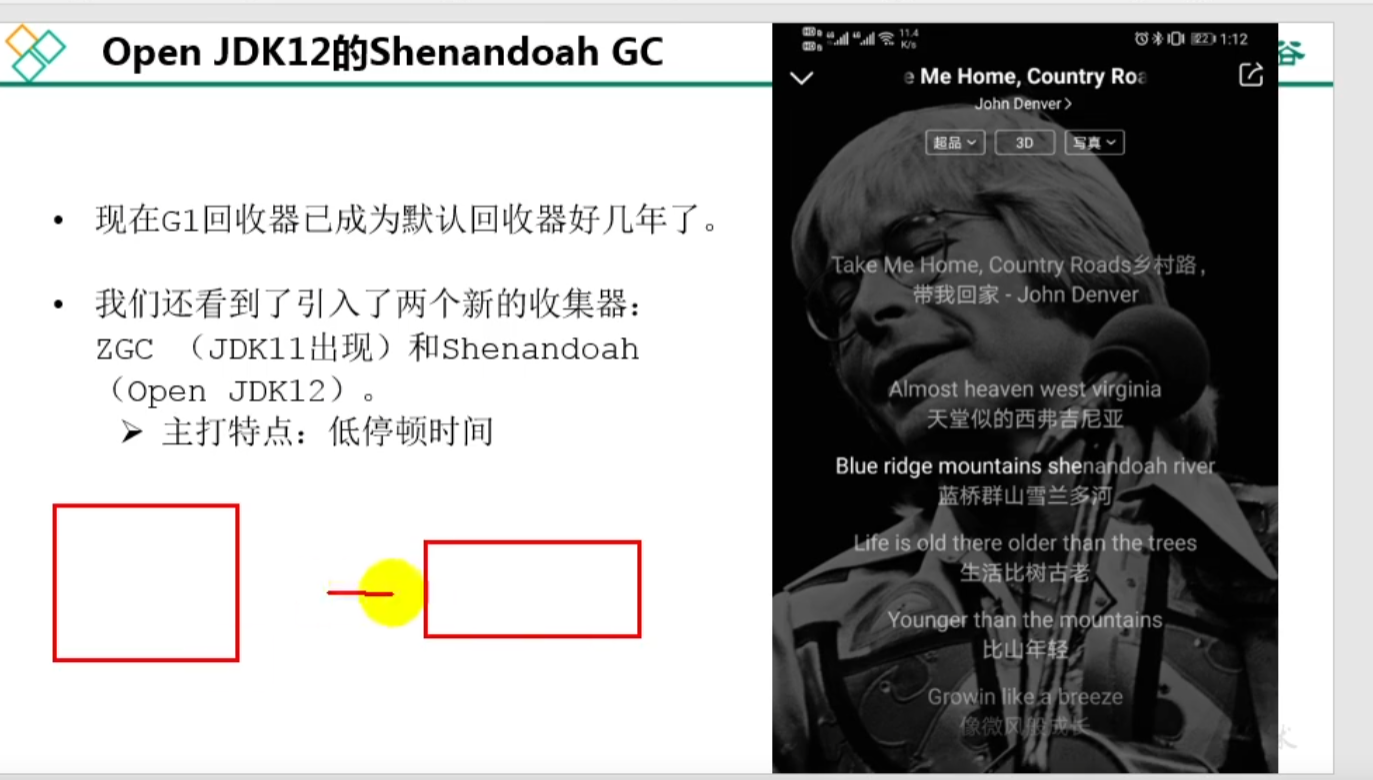 Open JDK12的Shenandoah GC
谷
• 现在G1回收器已成为默认回收器好几年了。
• 我们还看到了引入了两个新的收集器：
ZGC （JDK11出现）和Shenandoah
（Open JDK12）。
➢ 主打特点：低停顿时间
11.4
K/s
22 1:12
e Me Home, Country Roa
John Denver
超品 3D 写真
Take Me Home, Country Roads乡村路，
带我回家 - John Denver
Almost heaven west virginia
天堂似的西弗吉尼亚
Blue ridge mountains shenandoah river
蓝桥群山雪兰多河
Life is old there older than the trees
生活比树古老
Younger than the mountains
比山年轻
Growin like a breeze
像微风般成长